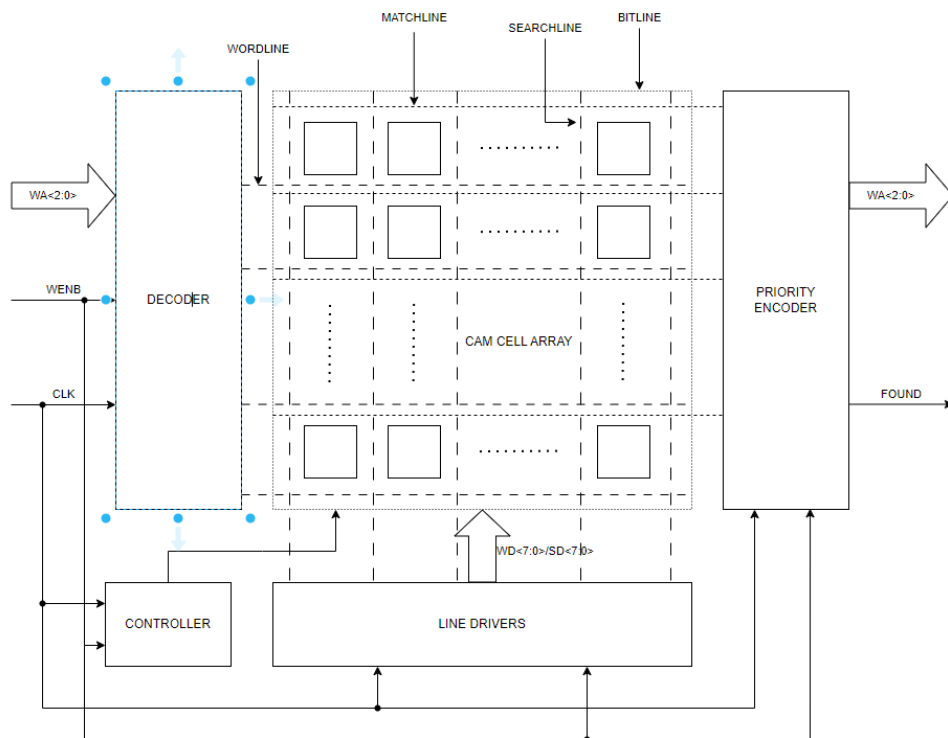 MATCHLINE
SEARCHLINE
BITLINE
WORDLINE
WA<2:0>
WA<2:0>
WENB
DECODER
PRIORITY
ENCODER
CAM CELL ARRAY
CLK
FOUND
WD<7:0>/SD<7:0>
CONTROLLER
LINE DRIVERS